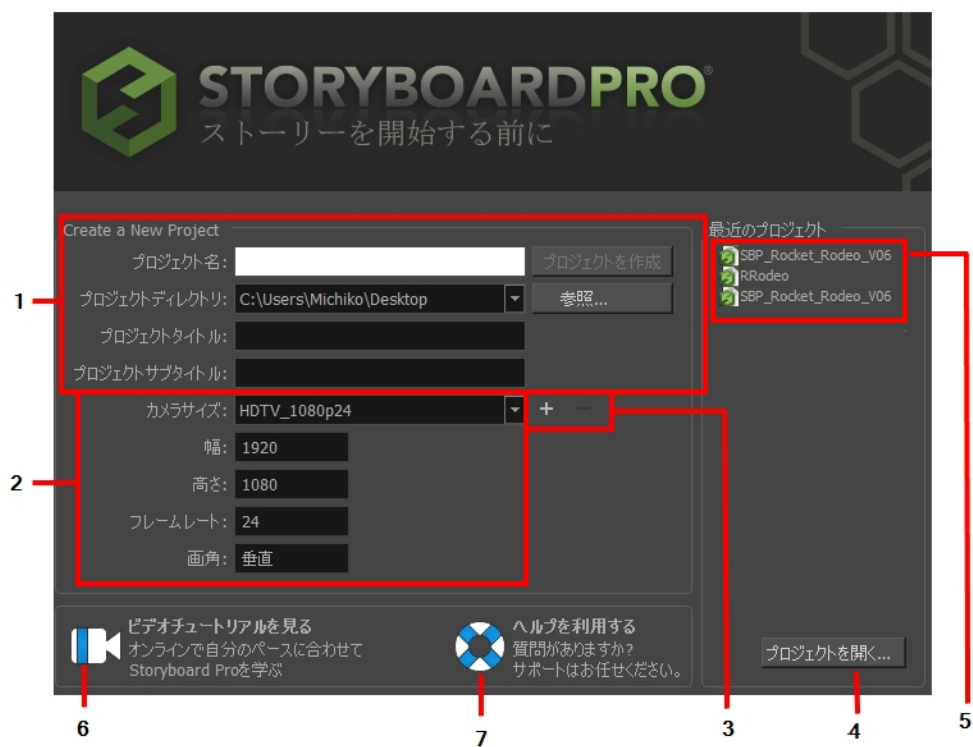 STORYBOARDPRO®
ストーリーを開始する前に
Create a New Project
プロジェクト名:
プロジェクトを作成
1
プロジェクトディレクトリ: C:\Users\Michiko\Desktop
参照...
プロジェクトタイトル:
プロジェクトサブタイトル:
カメラサイズ: HDTV_1080p24
+ −
幅: 1920
2
高さ: 1080
フレームレート: 24
画角: 垂直
最近のプロジェクト
SBP_Rocket_Rodeo_V06
RRodeo
SBP_Rocket_Rodeo_V06
ビデオチュートリアルを見る
オンラインで自分のペースに合わせて
Storyboard Proを学ぶ
ヘルプを利用する
質問がありますか?
サポートはお任せください。
プロジェクトを開く...
6
7
3
4
5